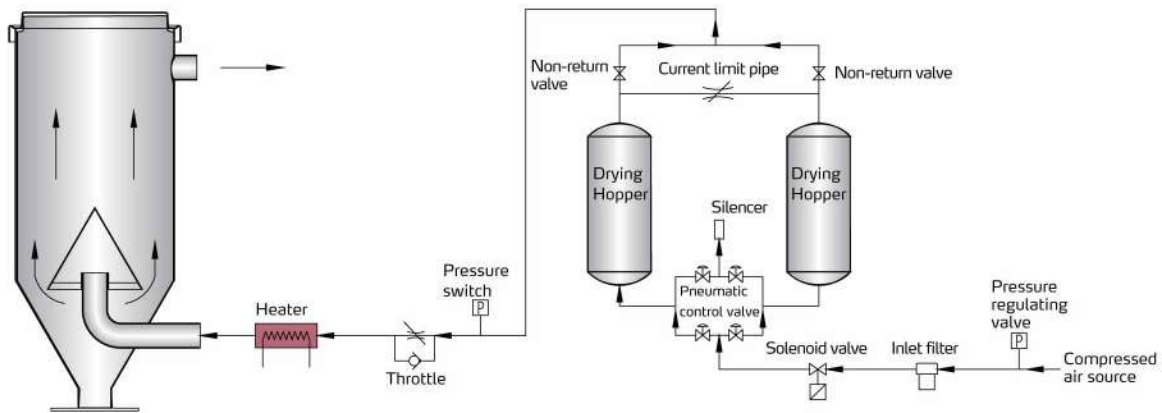 Non-return
valve
Current limit pipe
Non-return valve
Drying
Hopper
Drying
Hopper
Silencer
Pneumatic
control valve
Pressure
switch
P
Heater
Throttle
Pressure
regulating
valve
P
Solenoid valve
Inlet filter
Compressed
air source